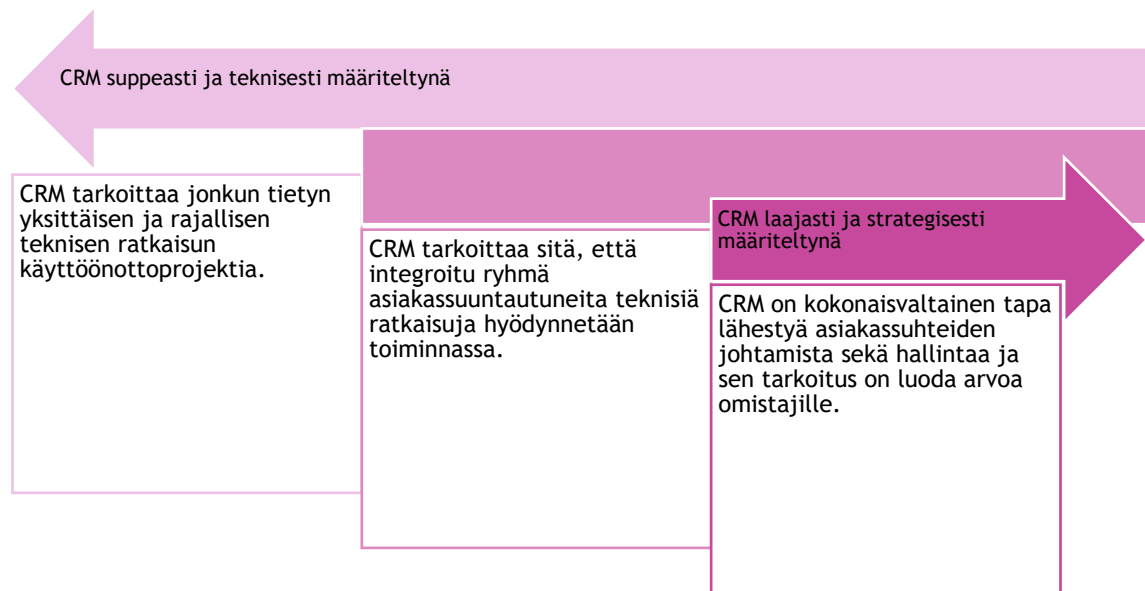 CRM suppeasti ja teknisesti määriteltynä
CRM tarkoittaa jonkun tietyn
yksittäisen ja rajallisen
teknisen ratkaisun
käyttöönottoprojektia.
CRM tarkoittaa sitä, että
integroitu ryhmä
asiakassuuntautuneita teknisiä
ratkaisuja hyödynnetään
toiminnassa.
CRM laajasti ja strategisesti
määriteltynä
CRM on kokonaisvaltainen tapa
lähestyä asiakassuhteiden
johtamista sekä hallintaa ja
sen tarkoitus on luoda arvoa
omistajille.